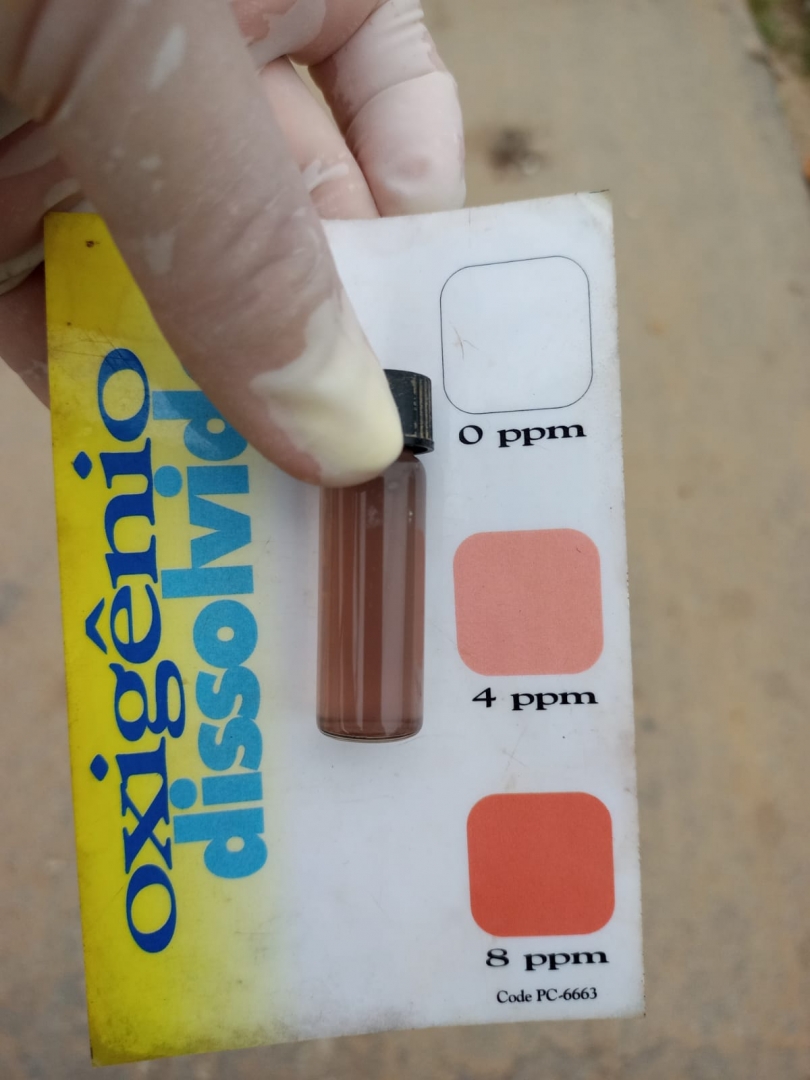 oxigênio
dissolvid
0 ppm
4 ppm
8 ppm
Code PC-6663